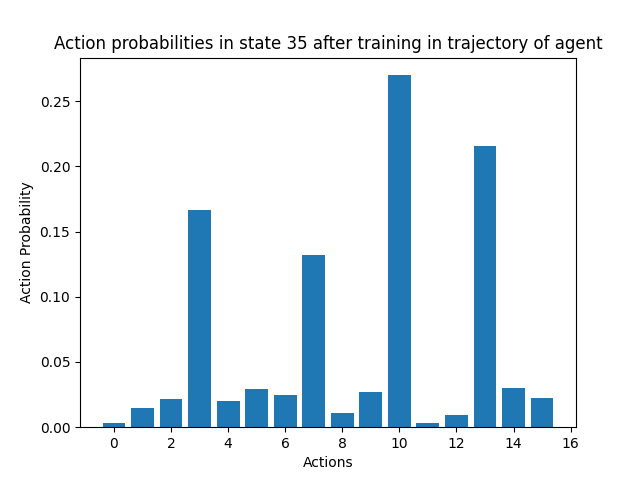 Action probabilities in state 35 after training in trajectory of agent
0.25
0.20
0.15
0.10
0.05
0.00
Action Probability
0 2 4 6 8 10 12 14 16
Actions